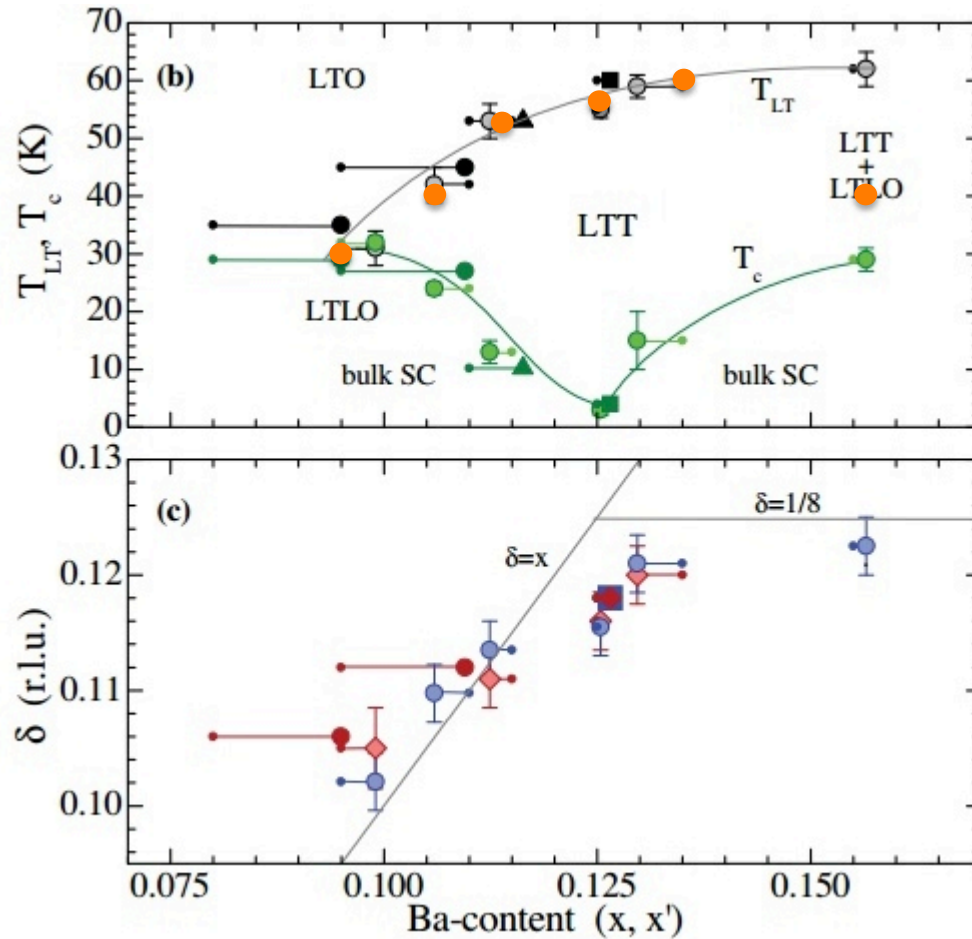 70
60
50
40
30
20
10
0
T_LT, T_c (K)
(b)
LTO
T_LT
LTT
+
LTLO
LTT
T_c
LTLO
bulk SC
bulk SC
0.13
0.12
0.11
0.10
δ (r.l.u.)
(c)
δ=1/8
δ=x
0.075
0.100
0.125
0.150
Ba-content (x, x')